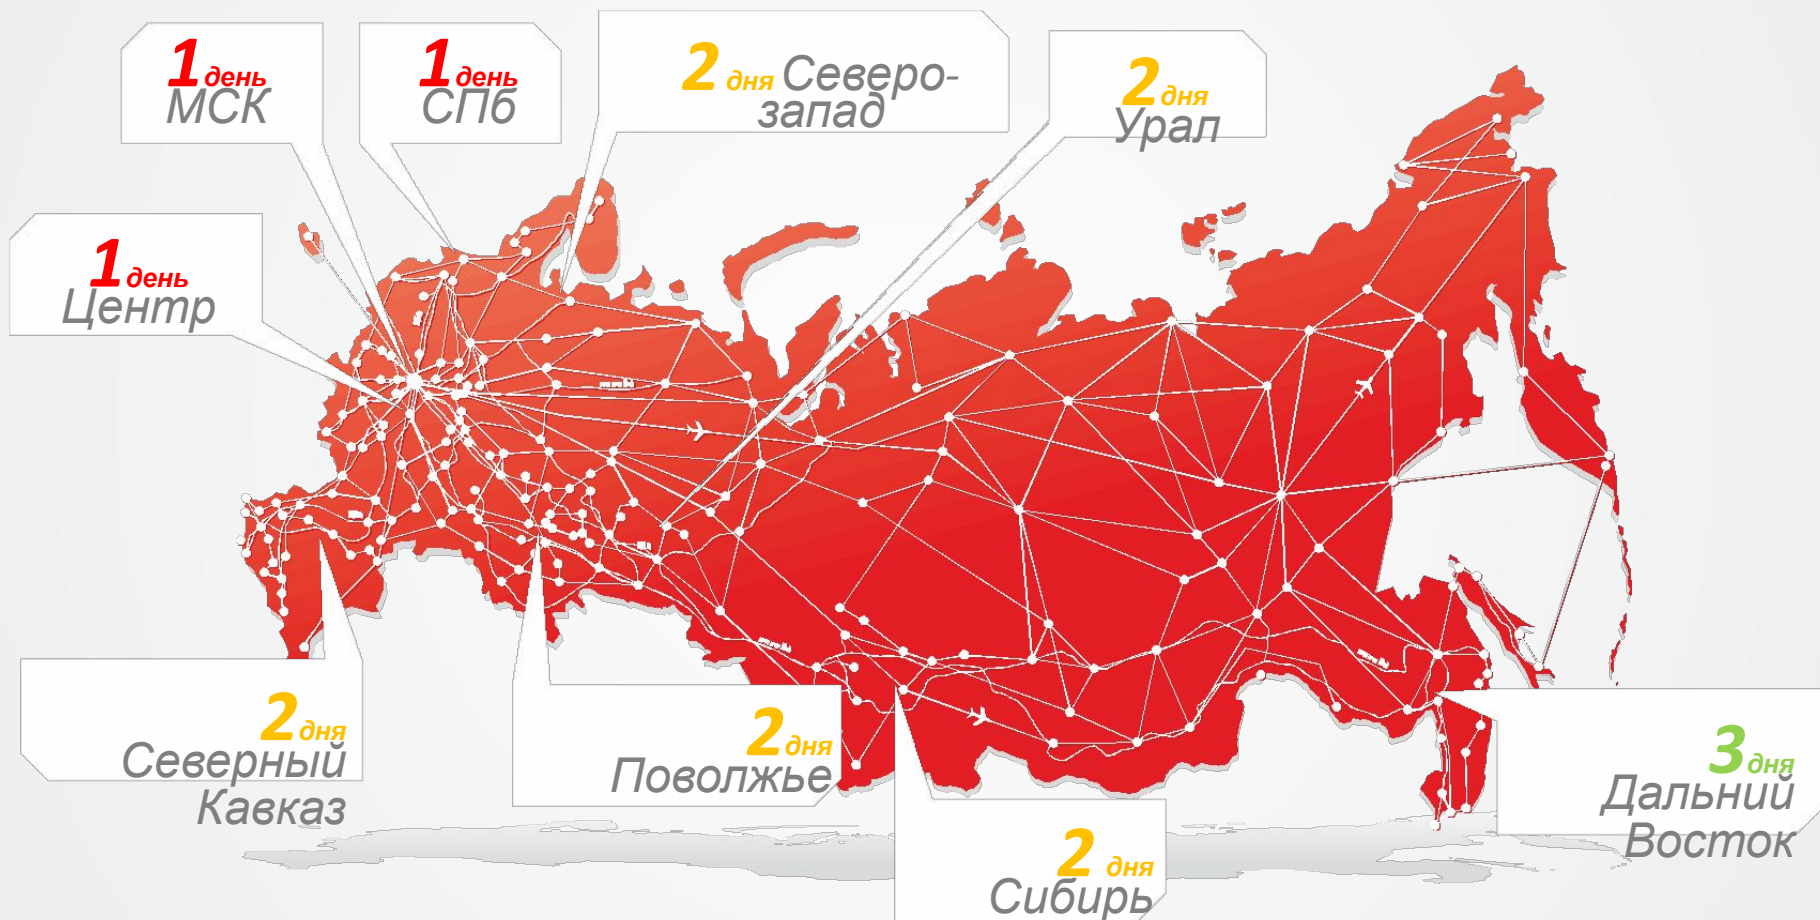 1 день
МСК
1 день
СПб
2 дня Северо-
запад
2 дня
Урал
1 день
Центр
2 дня
Северный
Кавказ
2 дня
Поволжье
2 дня
Сибирь
3 дня
Дальний
Восток